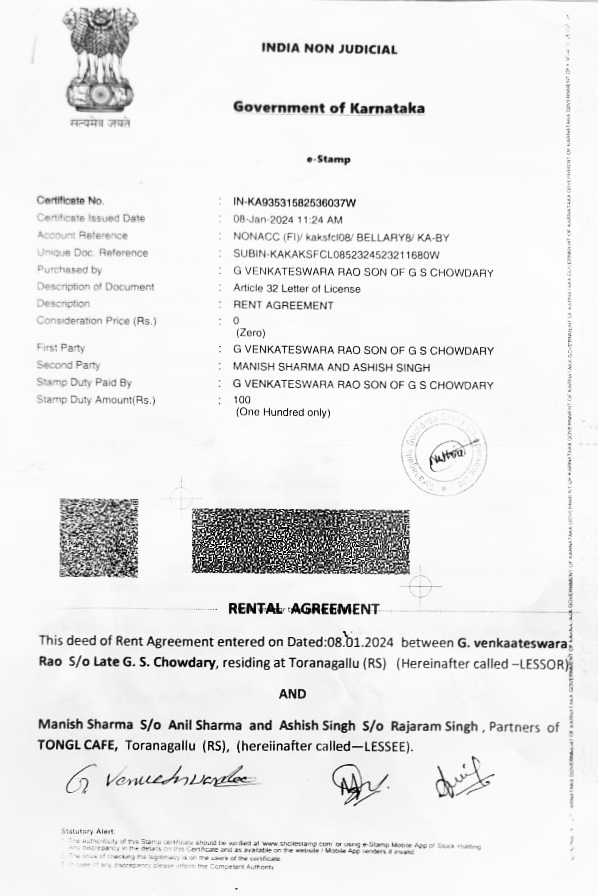 सत्यमेव जयते
INDIA NON JUDICIAL
Government of Karnataka
e-Stamp
Certificate No. : IN-KA93531582536037W
Certificate Issued Date : 08-Jan-2024 11:24 AM
Account Reference : NONACC (FI)/ kaksfcl08/ BELLARY8/ KA-BY
Unique Doc. Reference : SUBIN-KAKAKSFCL0852324523211680W
Purchased by : G VENKATESWARA RAO SON OF G S CHOWDARY
Description of Document : Article 32 Letter of License
Description : RENT AGREEMENT
Consideration Price (Rs.) : 0
(Zero)
First Party : G VENKATESWARA RAO SON OF G S CHOWDARY
Second Party : MANISH SHARMA AND ASHISH SINGH
Stamp Duty Paid By : G VENKATESWARA RAO SON OF G S CHOWDARY
Stamp Duty Amount(Rs.) : 100
(One Hundred only)
RENTAL AGREEMENT
This deed of Rent Agreement entered on Dated:08.01.2024 between G. venkaateswara
Rao S/o Late G. S. Chowdary, residing at Toranagallu (RS) (Hereinafter called –LESSOR)
AND
Manish Sharma S/o Anil Sharma and Ashish Singh S/o Rajaram Singh , Partners of
TONGL CAFE, Toranagallu (RS), (hereiinafter called—LESSEE).
Statutory Alert:
1. The authenticity of this Stamp certificate should be verified at 'www.shcilestamp.com' or using e-Stamp Mobile App of Stock Holding
Any discrepancy in the details on this Certificate and as available on the website / Mobile App renders it invalid
2. The onus of checking the legitimacy is on the users of the certificate
3. In case of any discrepancy please inform the Competent Authority